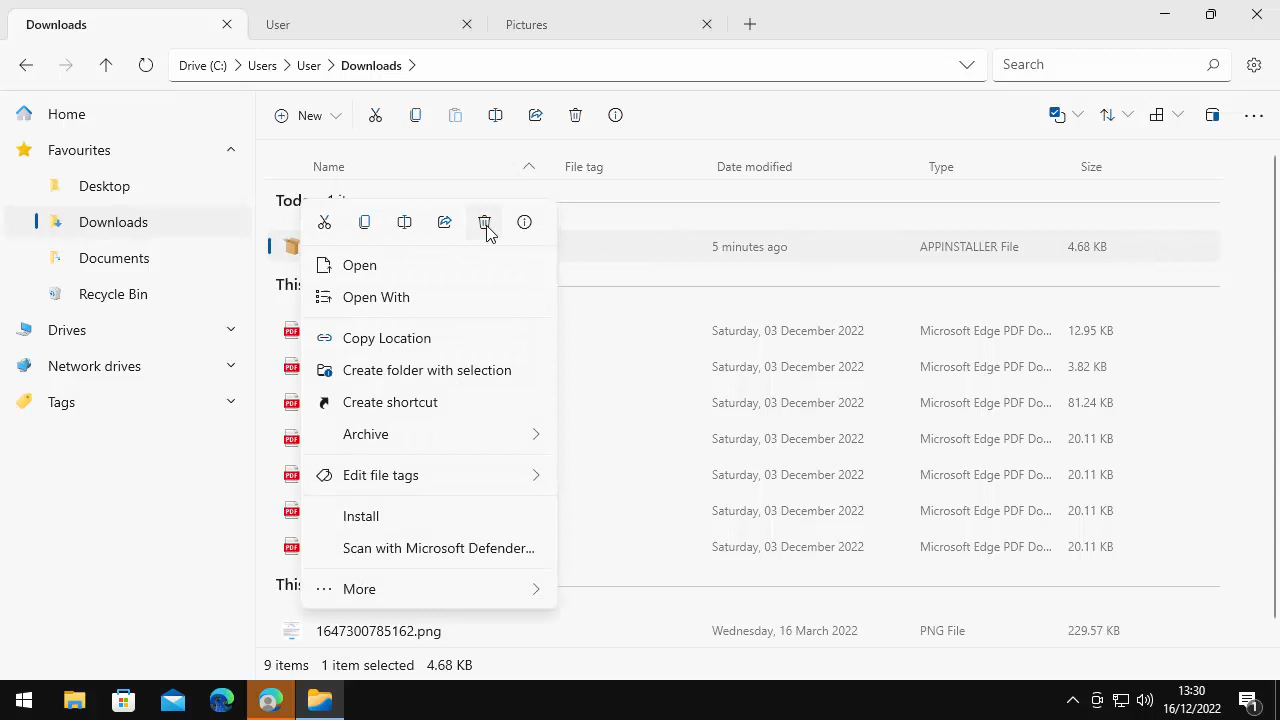 Downloads
User
Pictures
Drive (C:) Users User Downloads
Search
Home
Favourites
Desktop
Downloads
Documents
Recycle Bin
Drives
Network drives
Tags
New
Name File tag Date modified Type Size
5 minutes ago APPINSTALLER File 4.68 KB
Saturday, 03 December 2022 Microsoft Edge PDF Do... 12.95 KB
Saturday, 03 December 2022 Microsoft Edge PDF Do... 3.82 KB
Saturday, 03 December 2022 Microsoft Edge PDF Do... 81.24 KB
Saturday, 03 December 2022 Microsoft Edge PDF Do... 20.11 KB
Saturday, 03 December 2022 Microsoft Edge PDF Do... 20.11 KB
Saturday, 03 December 2022 Microsoft Edge PDF Do... 20.11 KB
Saturday, 03 December 2022 Microsoft Edge PDF Do... 20.11 KB
1647300785162.png Wednesday, 16 March 2022 PNG File 229.57 KB
Open
Open With
Copy Location
Create folder with selection
Create shortcut
Archive
Edit file tags
Install
Scan with Microsoft Defender...
More
9 items 1 item selected 4.68 KB
13:30
16/12/2022
1